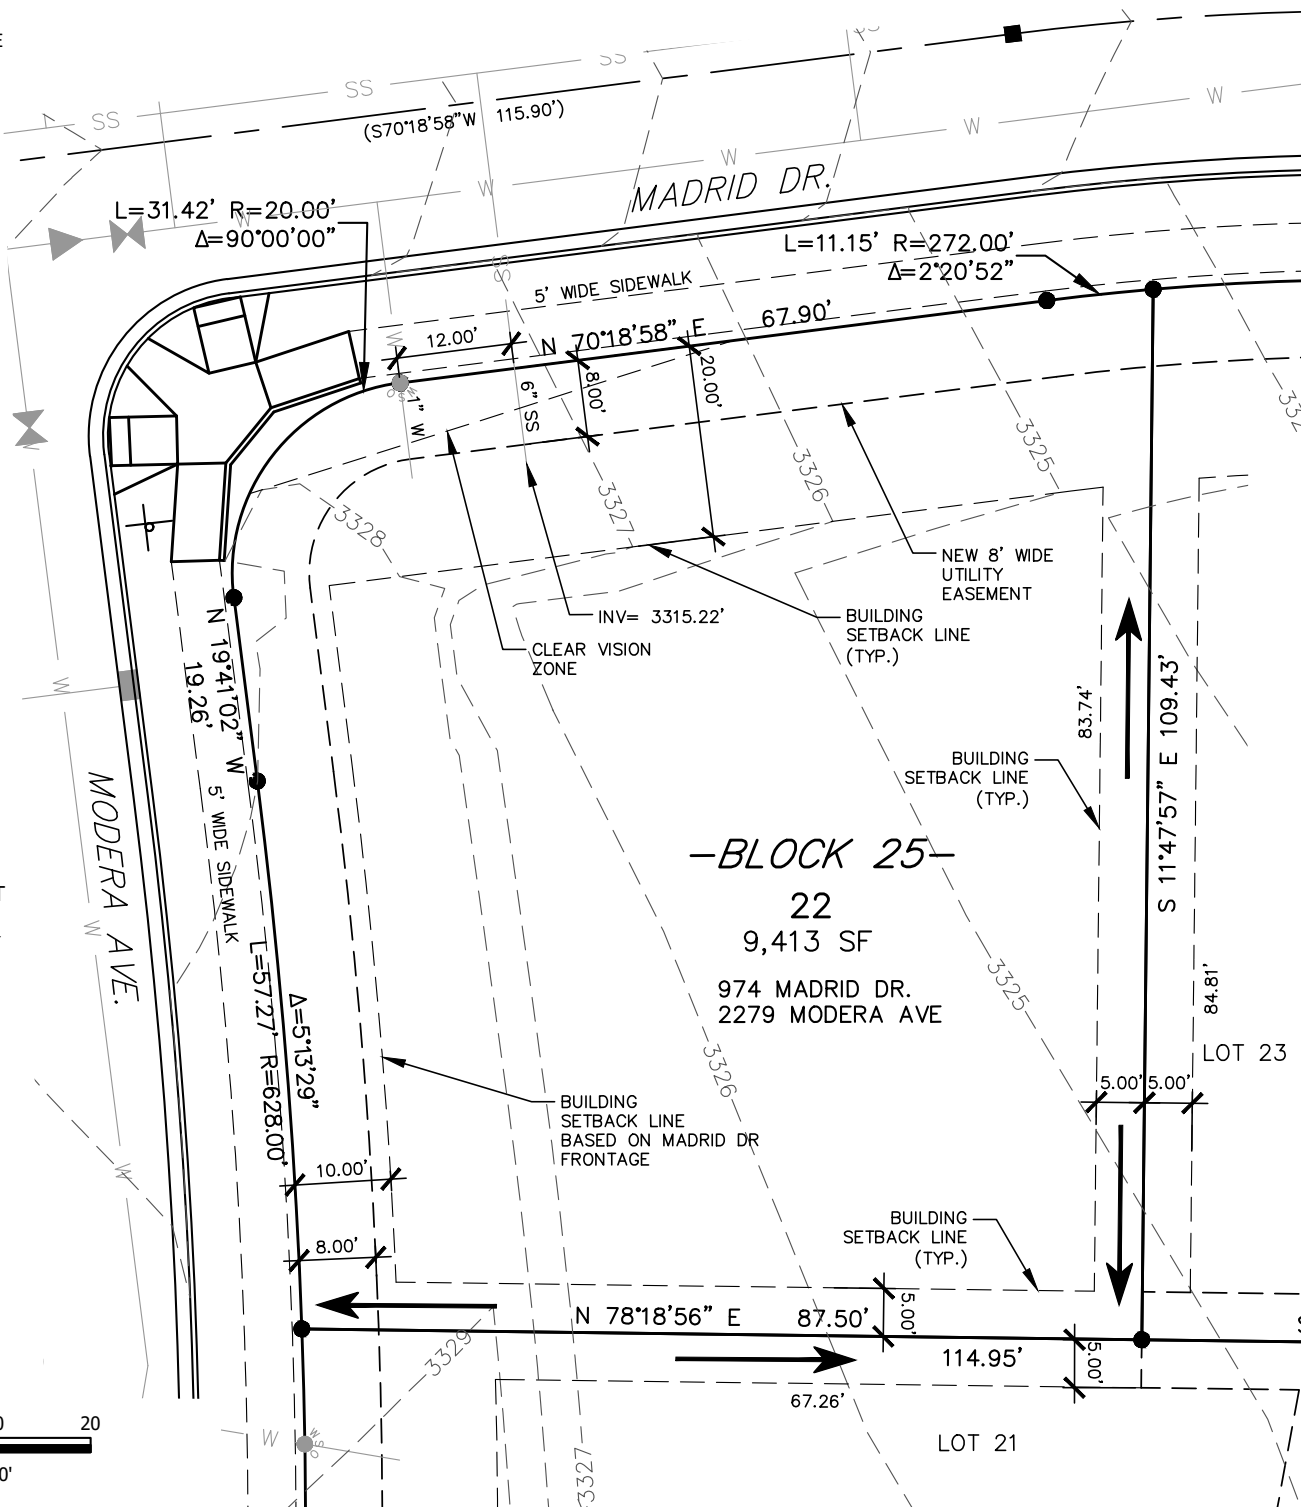 E
SS
SS
SS
SS
(S70°18'58"W 115.90')
W
W
W
W
MADRID DR.
L=31.42' R=20.00'
Δ=90°00'00"
W
L=11.15' R=272.00'
Δ=2°20'52"
SS
5' WIDE SIDEWALK
12.00'
W
N 70°18'58" E 67.90'
8.00'
20.00'
6" SS
1" W
3325
3326
3327
3328
NEW 8' WIDE
UTILITY
EASEMENT
INV= 3315.22'
BUILDING
SETBACK LINE
(TYP.)
CLEAR VISION
ZONE
N 19°41'02" W
19.26'
W
W
83.74'
S 11°47'57" E 109.43'
BUILDING
SETBACK LINE
(TYP.)
MODERA AVE.
5' WIDE SIDEWALK
-BLOCK 25-
22
9,413 SF
974 MADRID DR.
2279 MODERA AVE
T
W
L=57.27' R=628.00'
Δ=5°13'29"
3325
84.81'
LOT 23
3326
5.00' 5.00'
BUILDING
SETBACK LINE
BASED ON MADRID DR
FRONTAGE
W
10.00'
8.00'
BUILDING
SETBACK LINE
(TYP.)
N 78°18'56" E 87.50'
5.00'
114.95'
5.00'
3329
67.26'
20
0'
W
LOT 21
3327